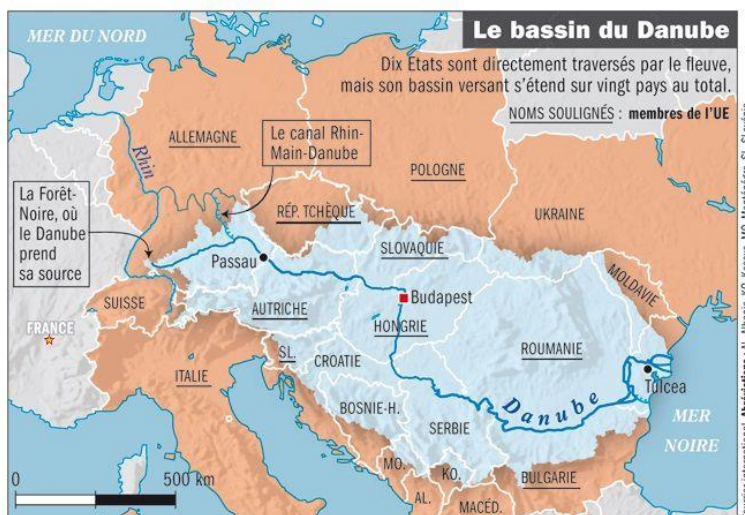 Le bassin du Danube
Dix Etats sont directement traversés par le fleuve,
mais son bassin versant s'étend sur vingt pays au total.
NOMS SOULIGNÉS : membres de l'UE
MER DU NORD
ALLEMAGNE
Rhin
Le canal Rhin-
Main-Danube
POLOGNE
La Forêt-
Noire, où
le Danube
prend
sa source
RÉP. TCHÈQUE
UKRAINE
SLOVAQUIE
Passau
MOLDAVIE
SUISSE
AUTRICHE
Budapest
FRANCE
HONGRIE
SL.
CROATIE
ROUMANIE
ITALIE
Tulcea
BOSNIE-H.
Danube
SERBIE
MER
NOIRE
MO.
KO.
BULGARIE
AL.
MACÉD.
0
500 km